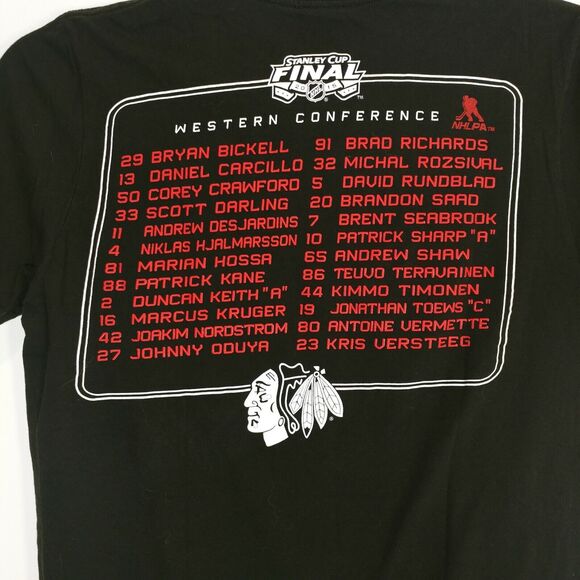 STANLEY CUP
FINAL
2015
NHL
WESTERN CONFERENCE
NHLPA™
29 BRYAN BICKELL
13 DANIEL CARCILLO
50 COREY CRAWFORD
33 SCOTT DARLING
11 ANDREW DESJARDINS
4 NIKLAS HJALMARSSON
81 MARIAN HOSSA
88 PATRICK KANE
2 DUNCAN KEITH "A"
16 MARCUS KRUGER
42 JOAKIM NORDSTROM
27 JOHNNY ODUYA
91 BRAD RICHARDS
32 MICHAL ROZSIVAL
5 DAVID RUNDBLAD
20 BRANDON SAAD
7 BRENT SEABROOK
10 PATRICK SHARP "A"
65 ANDREW SHAW
86 TEUVO TERAVAINEN
44 KIMMO TIMONEN
19 JONATHAN TOEWS "C"
80 ANTOINE VERMETTE
23 KRIS VERSTEEG